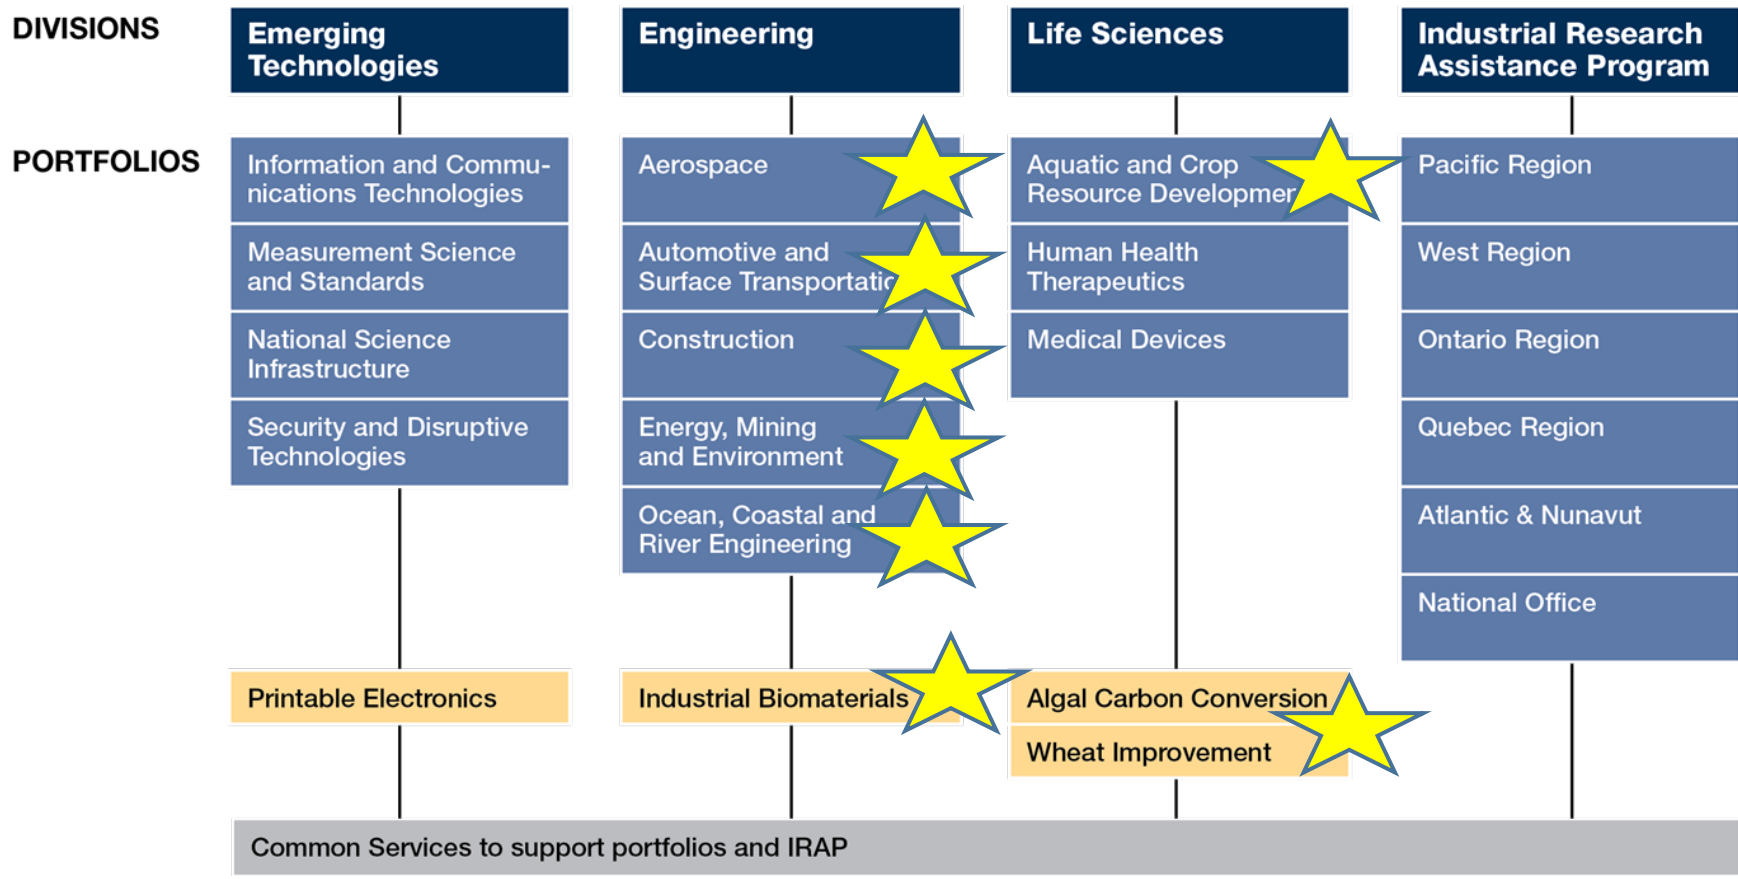 DIVISIONS
Emerging
Technologies
Engineering
Life Sciences
Industrial Research
Assistance Program
PORTFOLIOS
Information and Commu-
nications Technologies
Measurement Science
and Standards
National Science
Infrastructure
Security and Disruptive
Technologies
Printable Electronics
Aerospace
Automotive and
Surface Transportatio
Construction
Energy, Mining
and Environment
Ocean, Coastal and
River Engineering
Industrial Biomaterials
Aquatic and Crop
Resource Developmen
Human Health
Therapeutics
Medical Devices
Algal Carbon Conversion
Wheat Improvement
Pacific Region
West Region
Ontario Region
Quebec Region
Atlantic & Nunavut
National Office
Common Services to support portfolios and IRAP